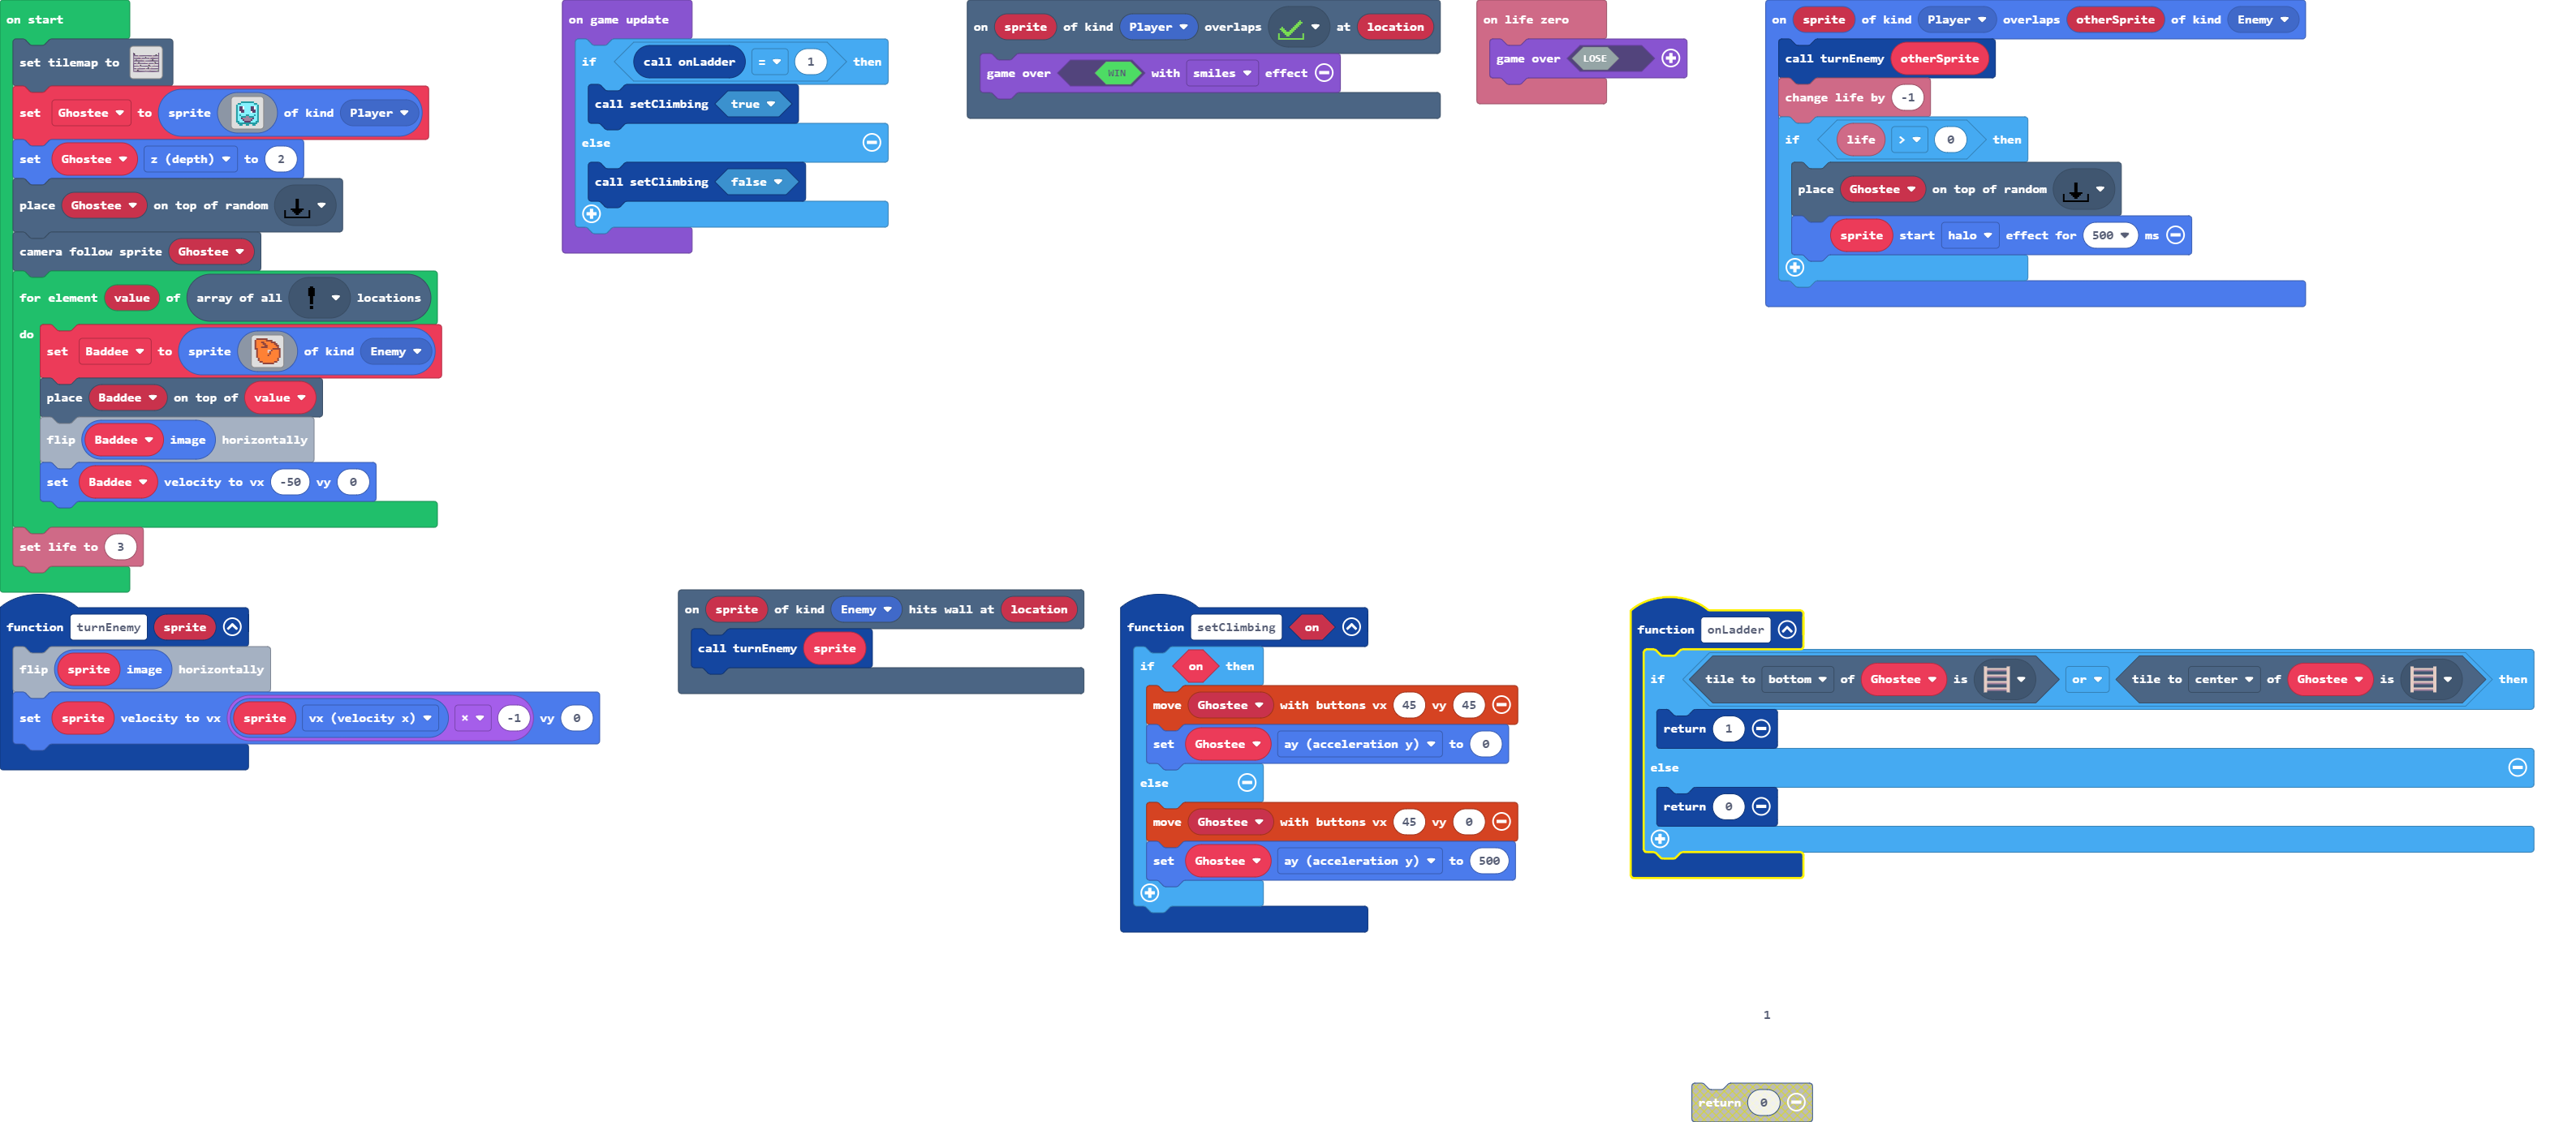 on start
set tilemap to
set Ghostee to sprite of kind Player
set Ghostee z (depth) to 2
place Ghostee on top of random
camera follow sprite Ghostee
for element value of array of all locations
do
set Baddee to sprite of kind Enemy
place Baddee on top of value
flip Baddee image horizontally
set Baddee velocity to vx -50 vy 0
set life to 3
on game update
if call onLadder = 1 then
call setClimbing true
else
call setClimbing false
on sprite of kind Player overlaps at location
game over WIN with smiles effect
on life zero
game over LOSE
on sprite of kind Player overlaps otherSprite of kind Enemy
call turnEnemy otherSprite
change life by -1
if life > 0 then
place Ghostee on top of random
sprite start halo effect for 500 ms
function turnEnemy sprite
flip sprite image horizontally
set sprite velocity to vx sprite vx (velocity x) × -1 vy 0
on sprite of kind Enemy hits wall at location
call turnEnemy sprite
function setClimbing on
if on then
move Ghostee with buttons vx 45 vy 45
set Ghostee ay (acceleration y) to 0
else
move Ghostee with buttons vx 45 vy 0
set Ghostee ay (acceleration y) to 500
function onLadder
if tile to bottom of Ghostee is or tile to center of Ghostee is then
return 1
else
return 0
1
return 0